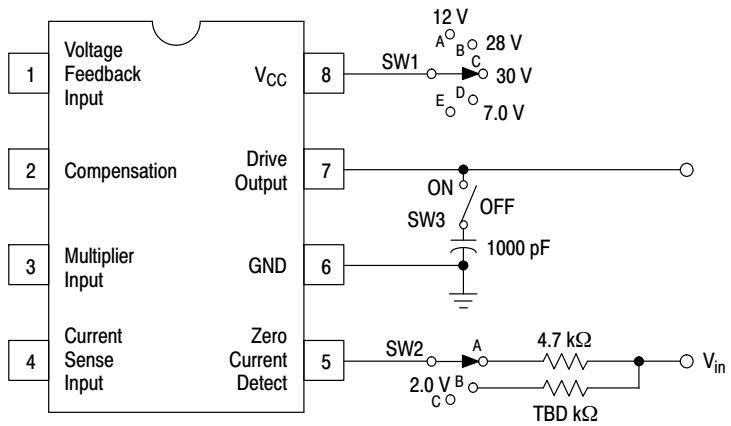 1
Voltage
Feedback
Input
2
Compensation
3
Multiplier
Input
4
Current
Sense
Input
VCC
8
Drive
Output
7
GND
6
Zero
Current
Detect
5
SW1
12 V
A
B
28 V
C
30 V
D
E
7.0 V
ON
OFF
SW3
1000 pF
SW2
A
4.7 kΩ
Vin
2.0 V
B
C
TBD kΩ